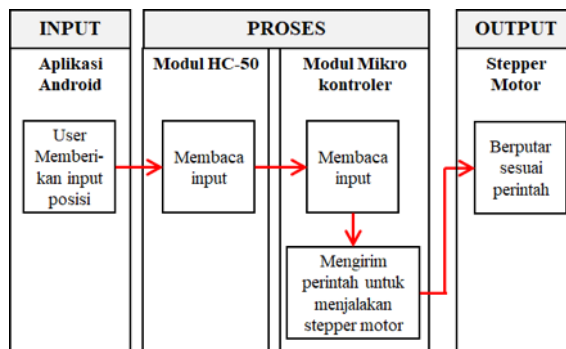 INPUT
PROSES
OUTPUT
Aplikasi
Android
Modul HC-50
Modul Mikro
kontroler
Stepper
Motor
User
Memberi-
kan input
posisi
Membaca
input
Membaca
input
Mengirim
perintah untuk
menjalakan
stepper motor
Berputar
sesuai
perintah